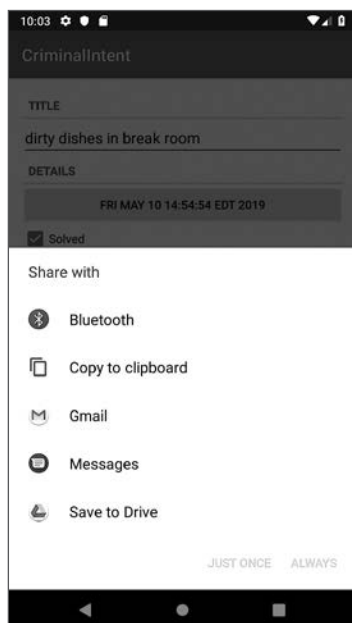 10:03
CriminalIntent
TITLE
dirty dishes in break room
DETAILS
FRI MAY 10 14:54:54 EDT 2019
Solved
Share with
Bluetooth
Copy to clipboard
Gmail
Messages
Save to Drive
JUST ONCE ALWAYS